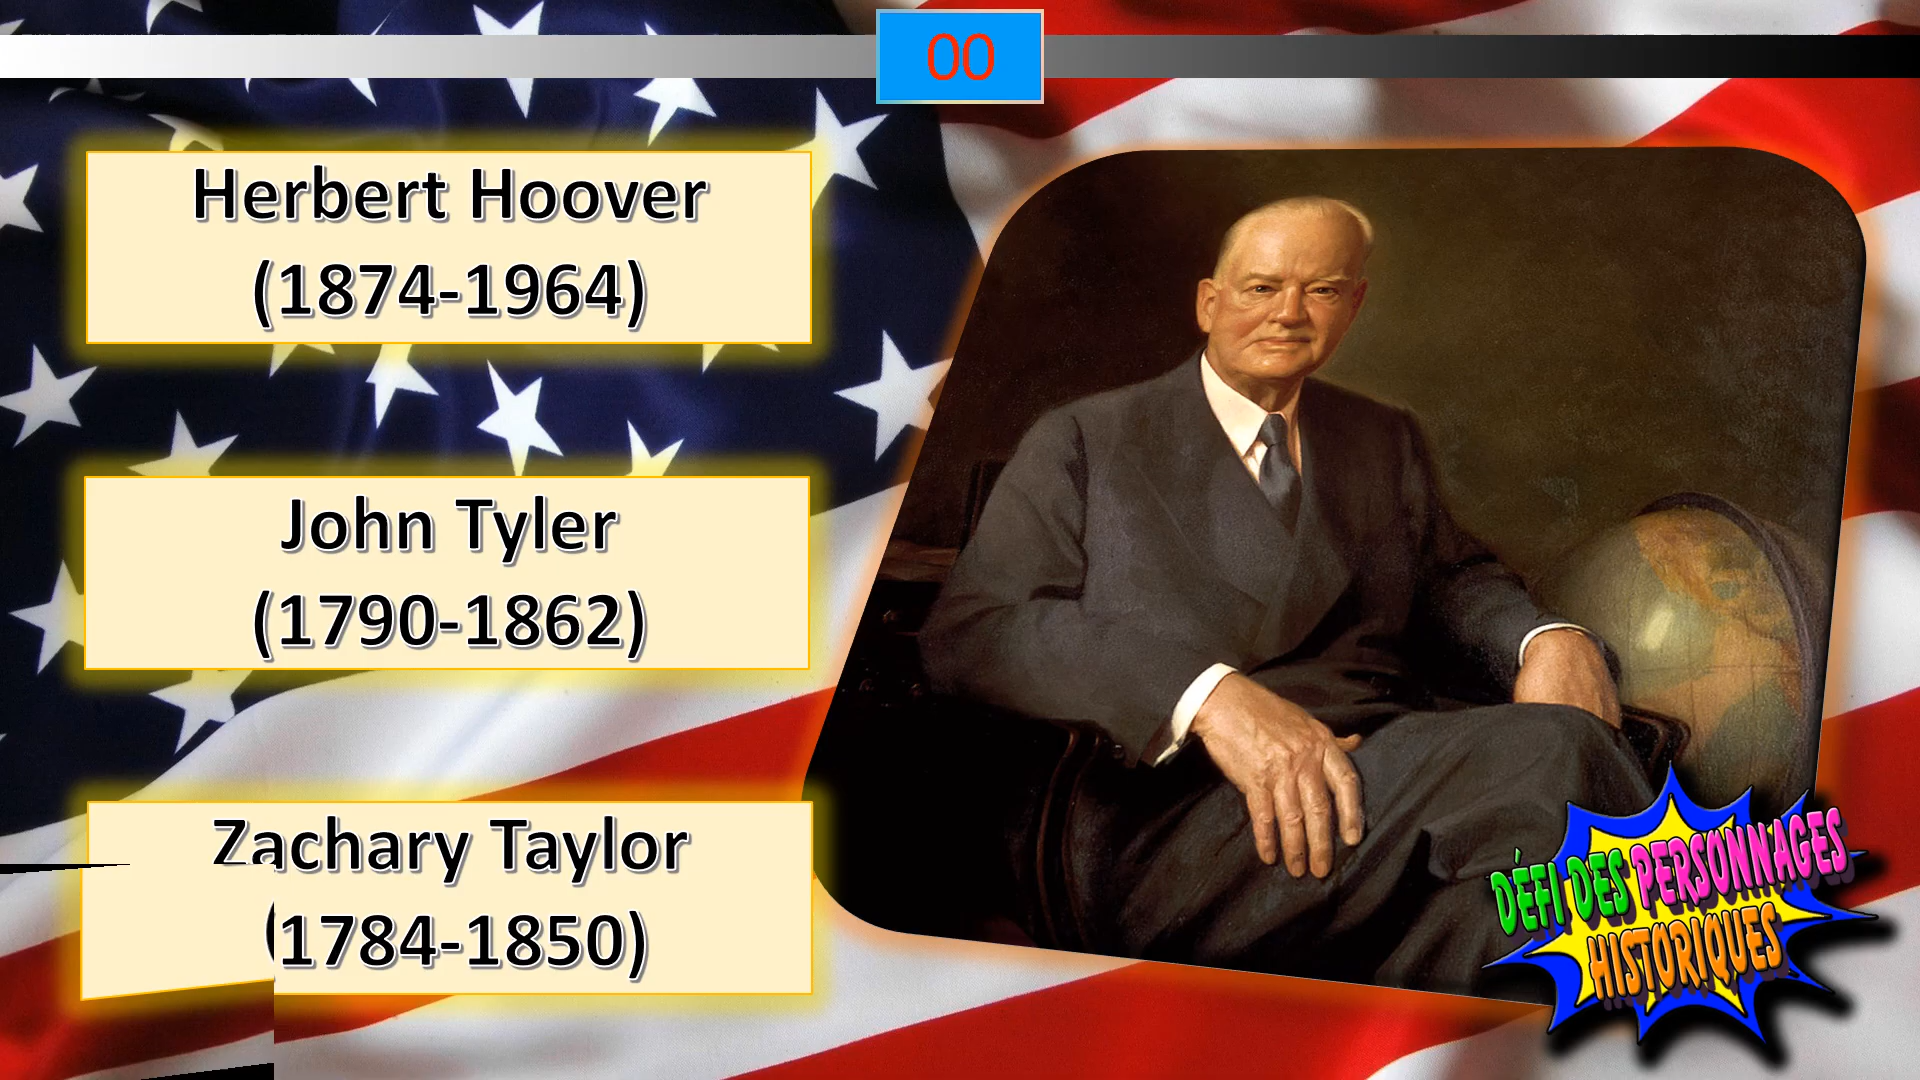 00
Herbert Hoover
(1874-1964)
John Tyler
(1790-1862)
Zachary Taylor
(1784-1850)
DÉFI DES PERSONNAGES
HISTORIQUES